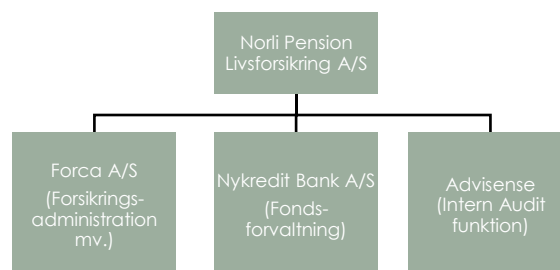 Norli Pension
Livsforsikring A/S
Forca A/S
(Forsikrings-
administration
mv.)
Nykredit Bank A/S
(Fonds-
forvaltning)
Advisense
(Intern Audit
funktion)